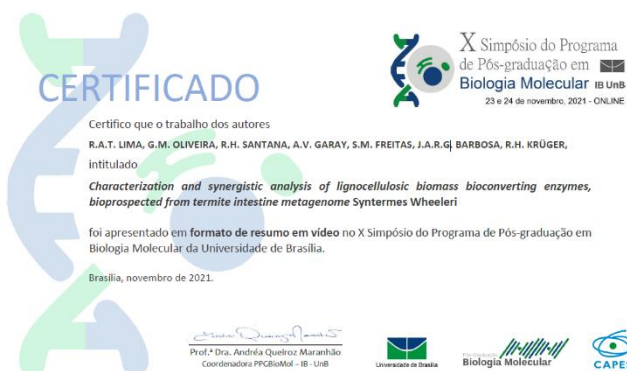 CERTIFICADO
X Simpósio do Programa
de Pós-graduação em
Biologia Molecular IB UnB
23 e 24 de novembro, 2021 - ONLINE
Certifico que o trabalho dos autores
R.A.T. LIMA, G.M. OLIVEIRA, R.H. SANTANA, A.V. GARAY, S.M. FREITAS, J.A.R.G. BARBOSA, R.H. KRÜGER,
intitulado
Characterization and synergistic analysis of lignocellulosic biomass bioconverting enzymes,
bioprospected from termite intestine metagenome Syntermes Wheeleri
foi apresentado em formato de resumo em vídeo no X Simpósio do Programa de Pós-graduação em
Biologia Molecular da Universidade de Brasília.
Brasília, novembro de 2021.
Prof.ª Dra. Andréa Queiroz Maranhão
Coordenadora PPGBioMol – IB - UnB
Universidade de Brasília
Pós-Graduação
Biologia Molecular
CAPES